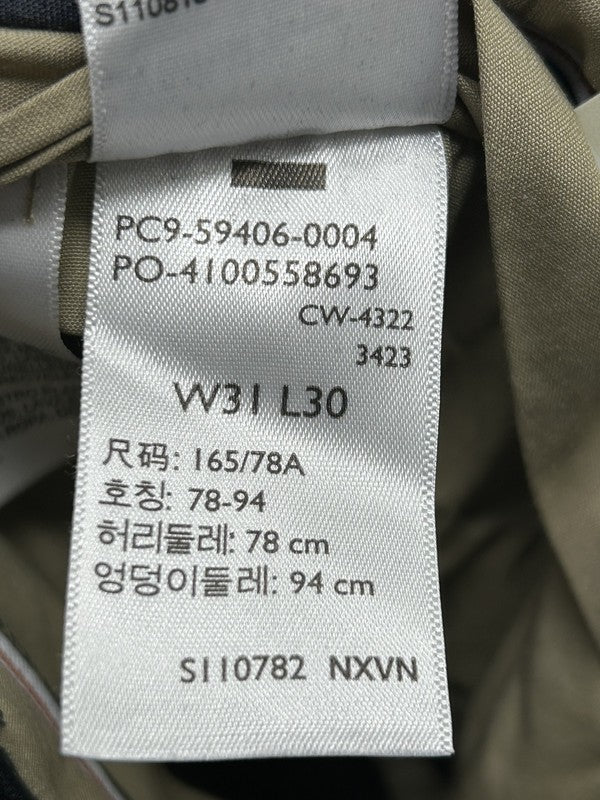 PC9-59406-0004
PO-4100558693
CW-4322
3423
W31 L30
尺码: 165/78A
호칭: 78-94
허리둘레: 78 cm
엉덩이둘레: 94 cm
S110782 NXVN